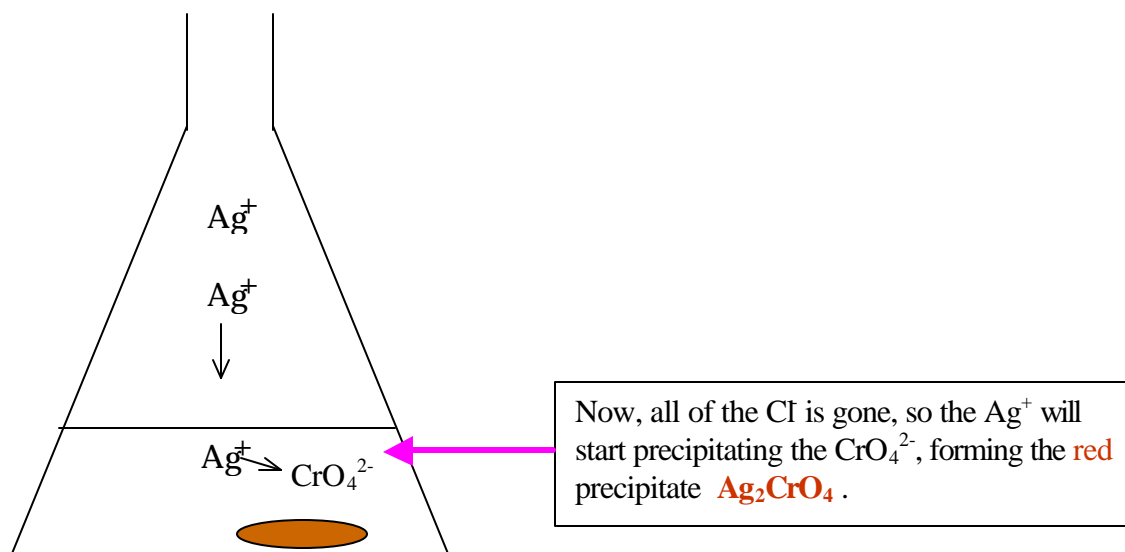 Ag⁺
Ag⁺
Ag⁺
CrO₄²⁻
Now, all of the Cl⁻ is gone, so the Ag⁺ will
start precipitating the CrO₄²⁻, forming the red
precipitate Ag₂CrO₄ .